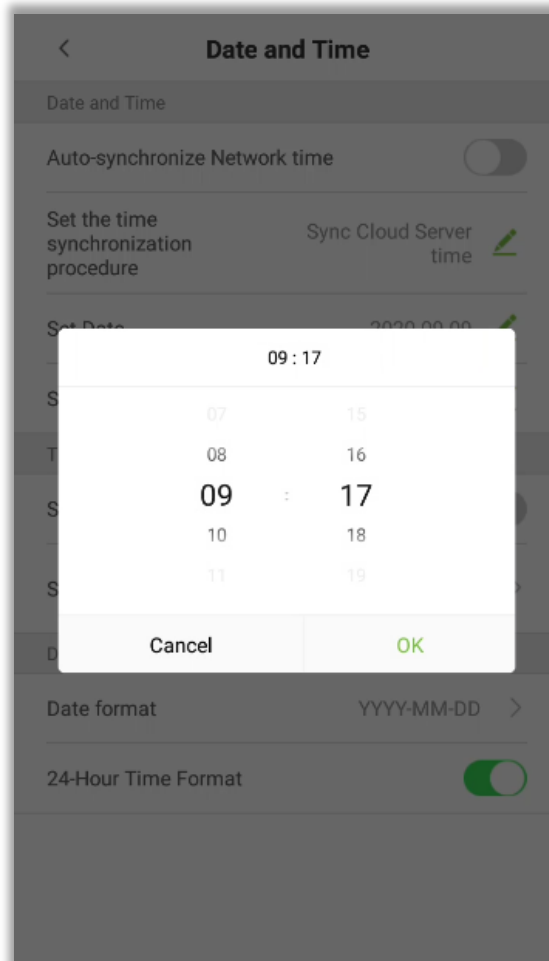 Date and Time
Date and Time
Auto-synchronize Network time
Set the time
synchronization
procedure
Sync Cloud Server
time
Set Date
09 : 17
S
07 15
08 16
T
09 : 17
S
10 18
11 19
S
Cancel OK
D
Date format YYYY-MM-DD
24-Hour Time Format